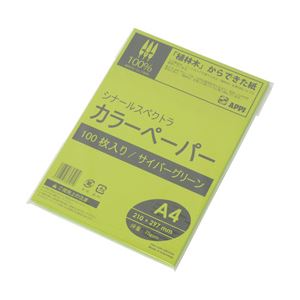 100%
「植林木」からできた紙
APPJ
シナールスペクトラ
カラーペーパー
100枚入り/サイバーグリーン
A4
210×297mm